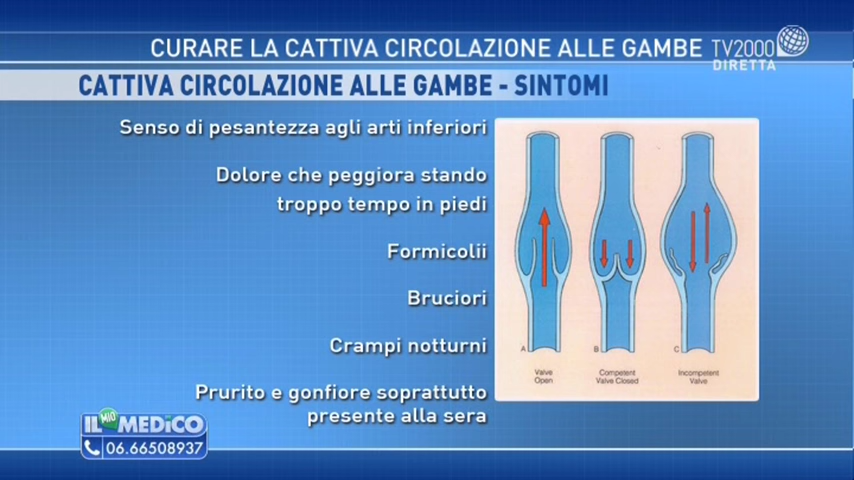 CURARE LA CATTIVA CIRCOLAZIONE ALLE GAMBE
TV2000
DIRETTA
CATTIVA CIRCOLAZIONE ALLE GAMBE - SINTOMI
Senso di pesantezza agli arti inferiori
Dolore che peggiora stando
troppo tempo in piedi
Formicolii
Bruciori
Crampi notturni
Prurito e gonfiore soprattutto
presente alla sera
A
B
C
Valve
Open
Competent
Valve Closed
Incompetent
Valve
IL MIO MEDICO
06.66508937